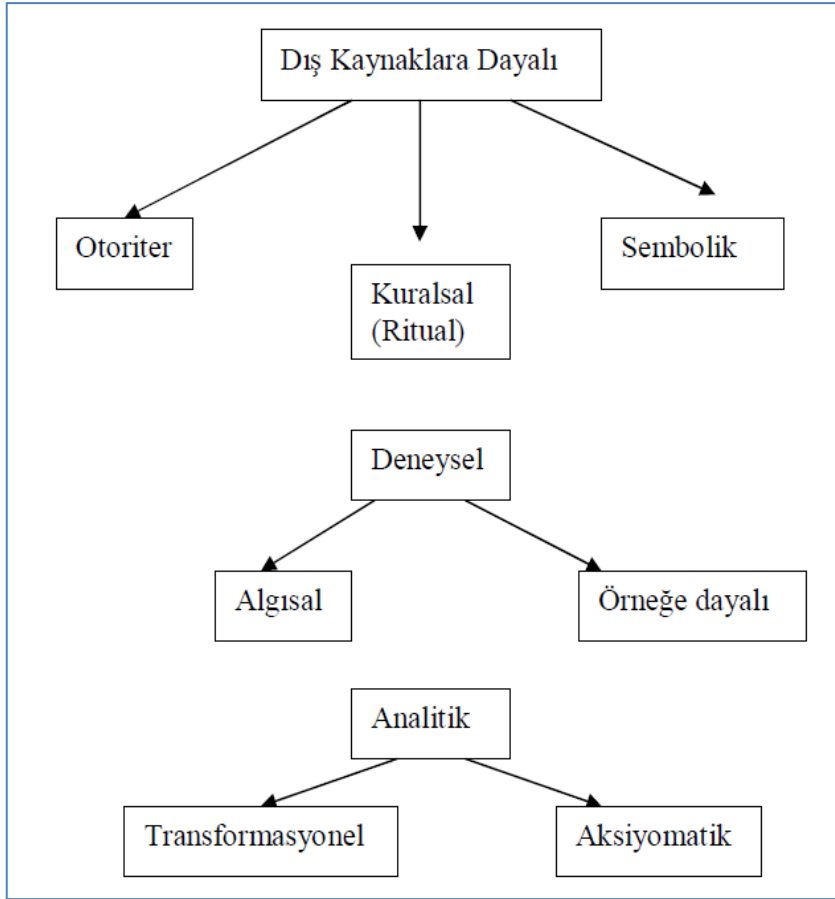 Dış Kaynaklara Dayalı
Otoriter
Sembolik
Kuralsal
(Ritual)
Deneysel
Algısal
Örneğe dayalı
Analitik
Transformasyonel
Aksiyomatik